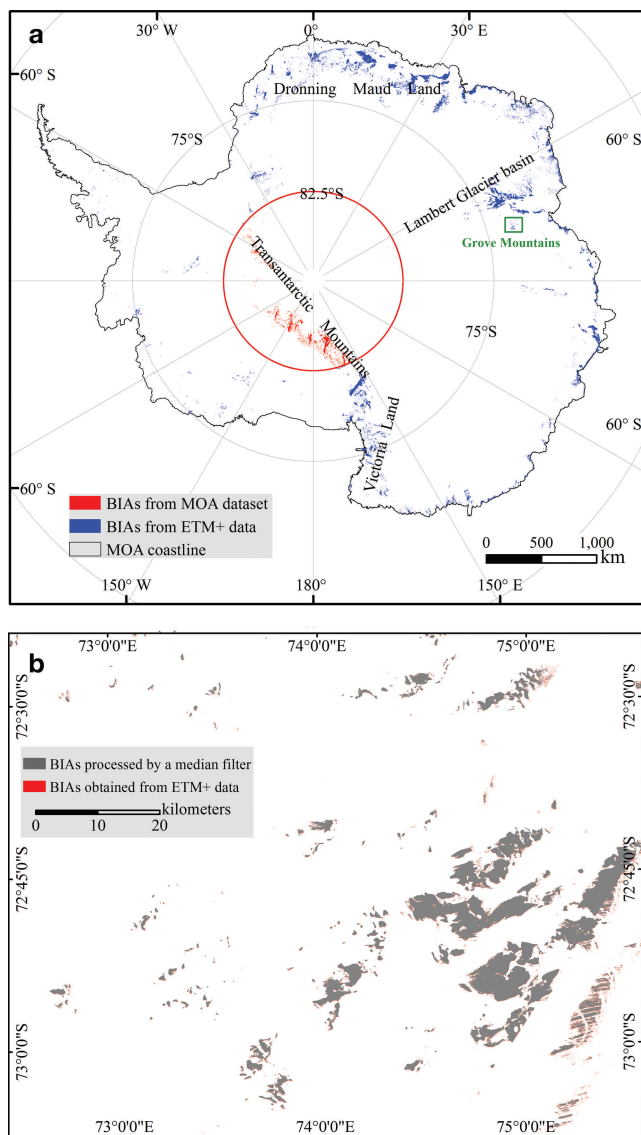 30° W
0°
30° E
a
60° S
Dronning Maud Land
75°S
60° S
82.5°S
Lambert Glacier basin
Grove Mountains
Transantarctic
Mountains
75°S
60° S
Victoria Land
60° S
BIAs from MOA dataset
BIAs from ETM+ data
MOA coastline
0 500 1,000
km
150° W
180°
150° E
b
73°0'0"E
74°0'0"E
75°0'0"E
72°30'0"S
72°30'0"S
BIAs processed by a median filter
BIAs obtained from ETM+ data
kilometers
0 10 20
72°45'0"S
72°45'0"S
73°0'0"S
73°0'0"S
73°0'0"E
74°0'0"E
75°0'0"E